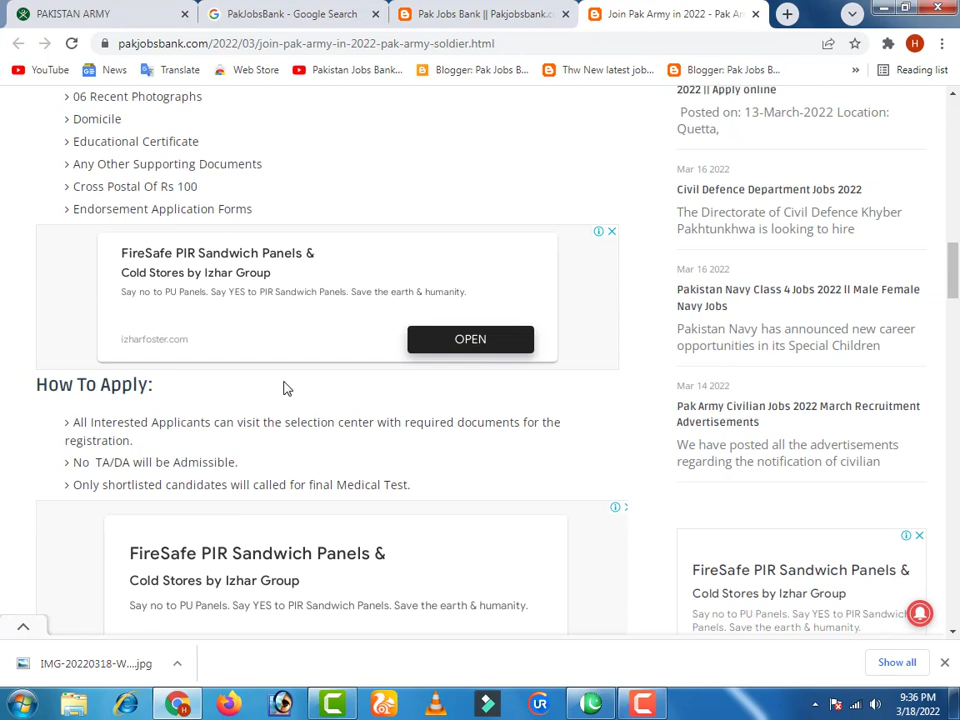 PAKISTAN ARMY
PakJobsBank - Google Search
Pak Jobs Bank || Pakjobsbank.c
Join Pak Army in 2022 - Pak Ar
pakjobsbank.com/2022/03/join-pak-army-in-2022-pak-army-soldier.html
H
YouTube
News
Translate
Web Store
Pakistan Jobs Bank...
Blogger: Pak Jobs B...
Thw New latest job...
Blogger: Pak Jobs B...
»
Reading list
> 06 Recent Photographs
> Domicile
> Educational Certificate
> Any Other Supporting Documents
> Cross Postal Of Rs 100
> Endorsement Application Forms
FireSafe PIR Sandwich Panels &
Cold Stores by Izhar Group
Say no to PU Panels. Say YES to PIR Sandwich Panels. Save the earth & humanity.
izharfoster.com
OPEN
How To Apply:
> All Interested Applicants can visit the selection center with required documents for the
registration.
> No  TA/DA will be Admissible.
> Only shortlisted candidates will called for final Medical Test.
FireSafe PIR Sandwich Panels &
Cold Stores by Izhar Group
Say no to PU Panels. Say YES to PIR Sandwich Panels. Save the earth & humanity.
2022 || Apply online
Posted on: 13-March-2022 Location:
Quetta,
Mar 16 2022
Civil Defence Department Jobs 2022
The Directorate of Civil Defence Khyber
Pakhtunkhwa is looking to hire
Mar 16 2022
Pakistan Navy Class 4 Jobs 2022 ll Male Female
Navy Jobs
Pakistan Navy has announced new career
opportunities in its Special Children
Mar 14 2022
Pak Army Civilian Jobs 2022 March Recruitment
Advertisements
We have posted all the advertisements
regarding the notification of civilian
FireSafe PIR Sandwich Panels &
Cold Stores by Izhar Group
Say no to PU Panels. Say YES to PIR Sandwich
Panels. Save the earth & humanity.
IMG-20220318-W....jpg
Show all
UR
9:36 PM
3/18/2022